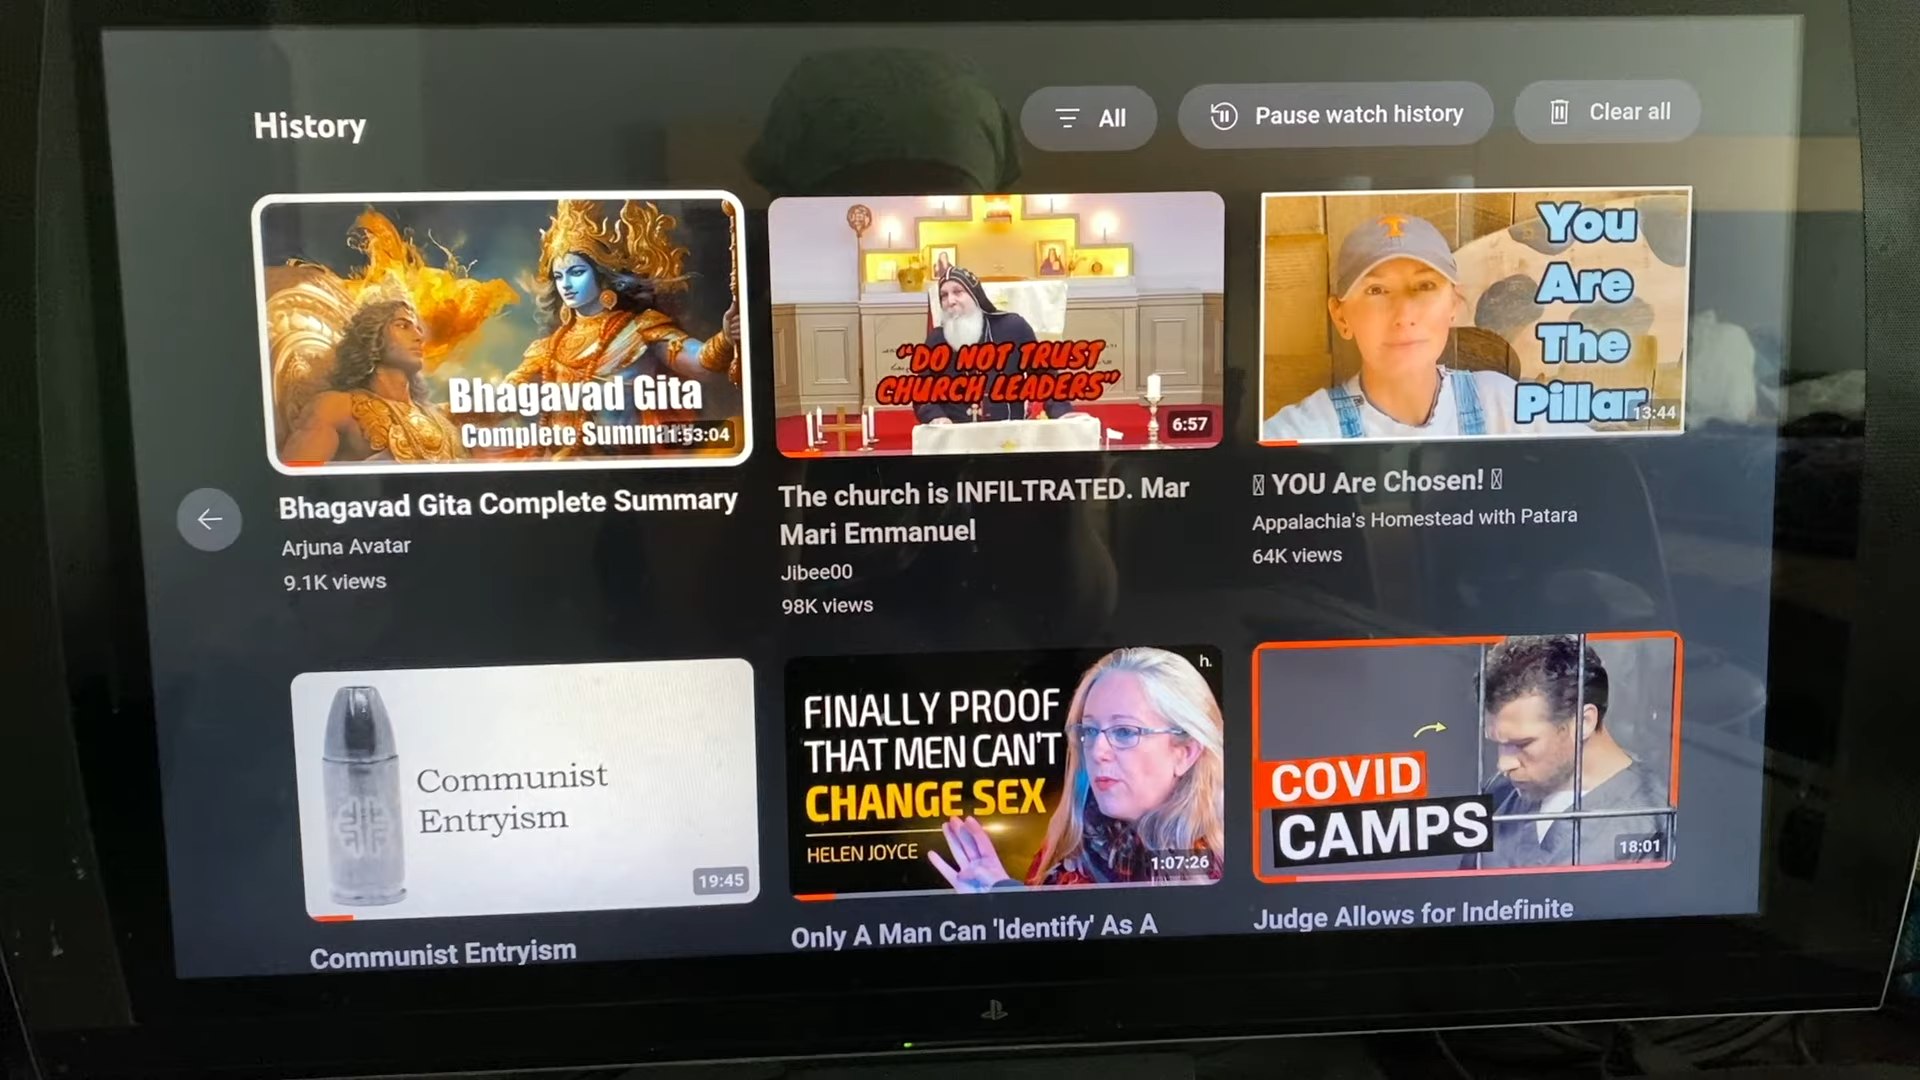 History
All
Pause watch history
Clear all
Bhagavad Gita
Complete Summary
1:53:04
"DO NOT TRUST
CHURCH LEADERS"
6:57
You
Are
The
Pillar
13:44
Bhagavad Gita Complete Summary
Arjuna Avatar
9.1K views
The church is INFILTRATED. Mar
Mari Emmanuel
Jibee00
98K views
YOU Are Chosen!
Appalachia's Homestead with Patara
64K views
Communist
Entryism
19:45
h.
FINALLY PROOF
THAT MEN CAN'T
CHANGE SEX
HELEN JOYCE
1:07:26
COVID
CAMPS
18:01
Communist Entryism
Only A Man Can 'Identify' As A
Judge Allows for Indefinite